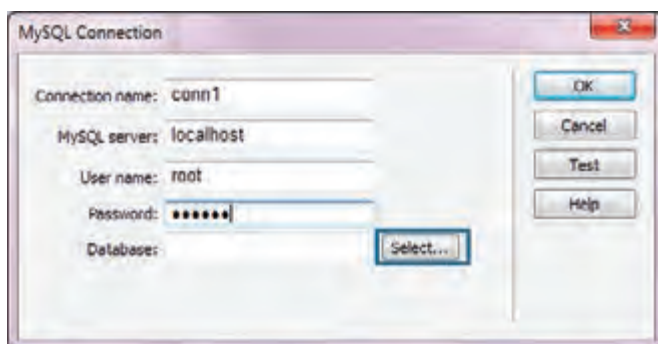 MySQL Connection
Connection name: conn1
MySQL server: localhost
User name: root
Password: ●●●●●●
Database:
Select...
OK
Cancel
Test
Help